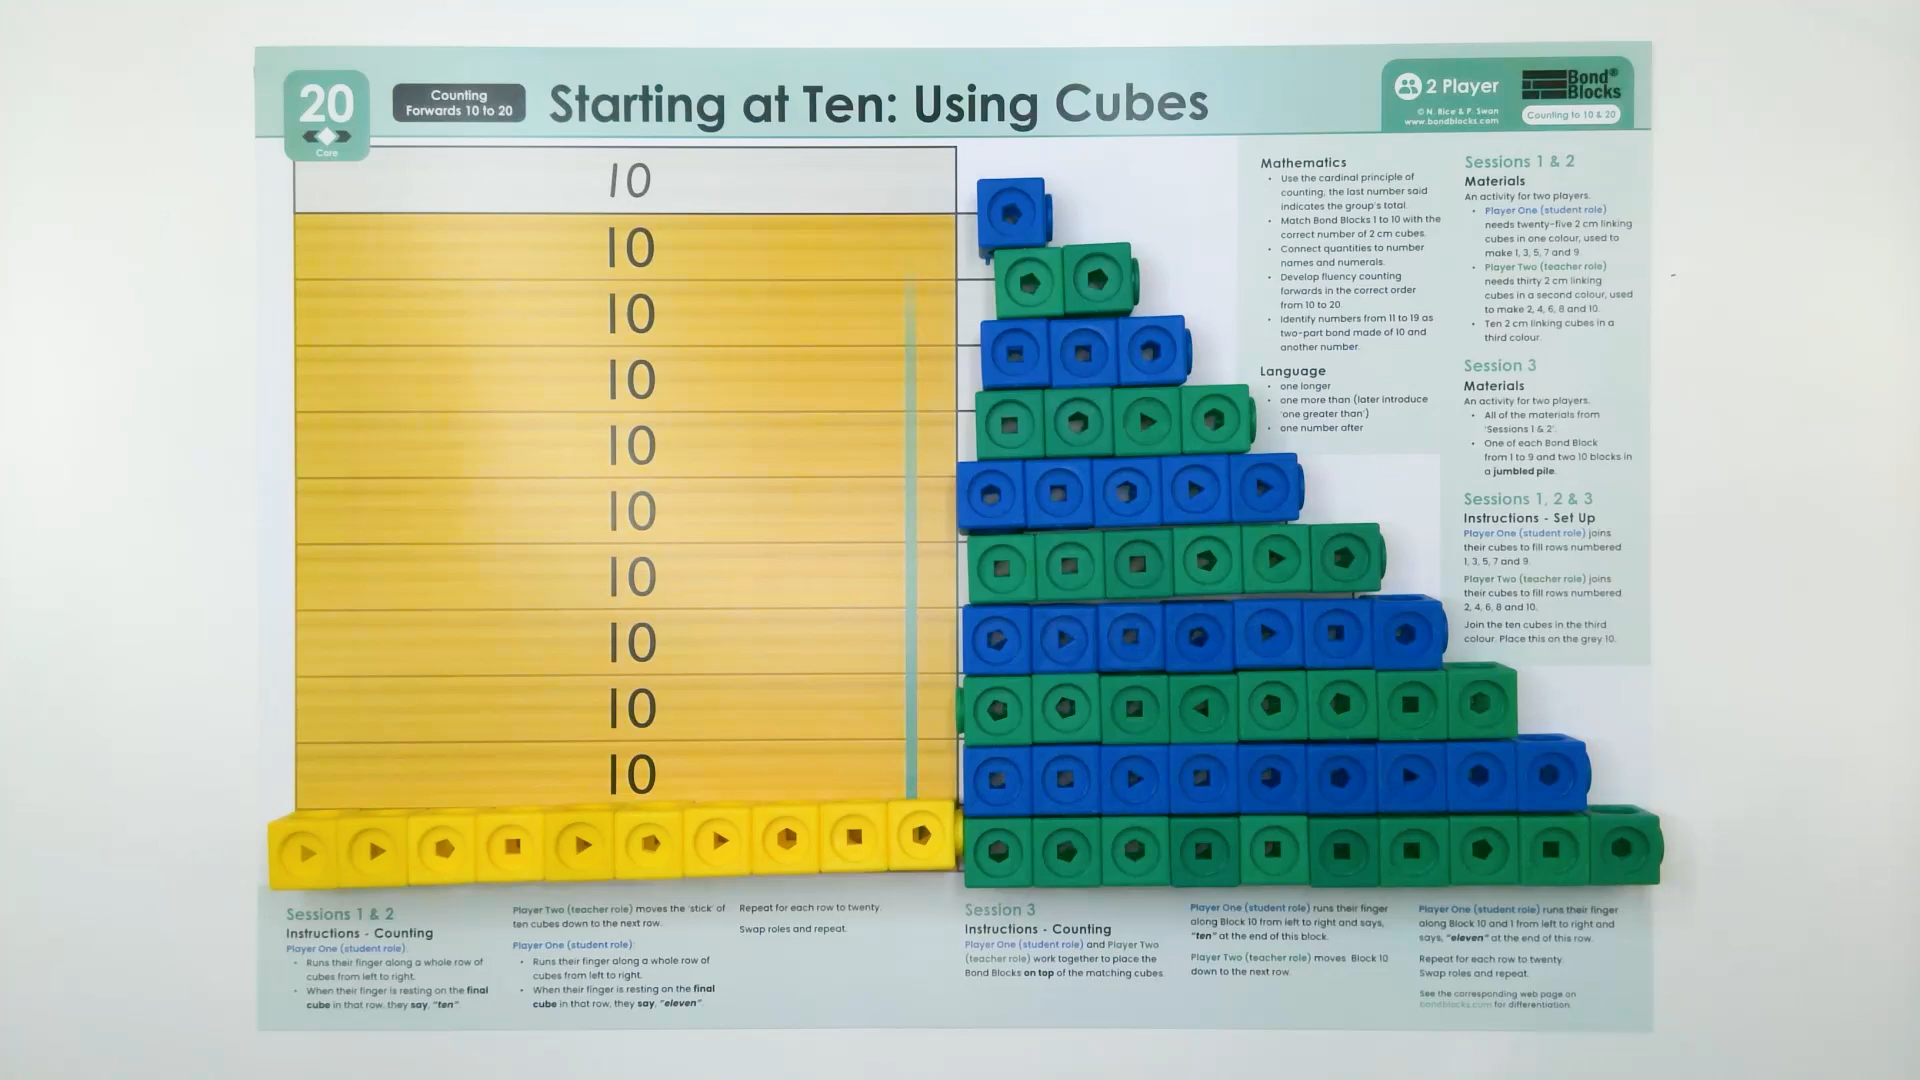 20
Core
Counting
Forwards 10 to 20
Starting at Ten: Using Cubes
2 Player
© N. Rice & P. Swan
www.bondblocks.com
Bond®
Blocks
Counting to 10 & 20
10
10
10
10
10
10
10
10
10
10
Mathematics
• Use the cardinal principle of
counting, the last number said
indicates the group's total.
• Match Bond Blocks 1 to 10 with the
correct number of 2 cm cubes.
• Connect quantities to number
names and numerals.
• Develop fluency counting
forwards in the correct order
from 10 to 20.
• Identify numbers from 11 to 19 as
two-part bond made of 10 and
another number.
Language
• one longer
• one more than (later introduce
'one greater than')
• one number after
Sessions 1 & 2
Materials
An activity for two players.
• Player One (student role)
needs twenty-five 2 cm linking
cubes in one colour, used to
make 1, 3, 5, 7 and 9
• Player Two (teacher role)
needs thirty 2 cm linking
cubes in a second colour, used
to make 2, 4, 6, 8 and 10.
• Ten 2 cm linking cubes in a
third colour.
Session 3
Materials
An activity for two players.
• All of the materials from
'Sessions 1 & 2'.
• One of each Bond Block
from 1 to 9 and two 10 blocks in
a jumbled pile.
Sessions 1, 2 & 3
Instructions - Set Up
Player One (student role) joins
their cubes to fill rows numbered
1, 3, 5, 7 and 9.
Player Two (teacher role) joins
their cubes to fill rows numbered
2, 4, 6, 8 and 10.
Join the ten cubes in the third
colour. Place this on the grey 10.
Sessions 1 & 2
Instructions - Counting
Player One (student role):
• Runs their finger along a whole row of
cubes from left to right.
• When their finger is resting on the final
cube in that row, they say, "ten"
Player Two (teacher role) moves the 'stick' of
ten cubes down to the next row.
Player One (student role):
• Runs their finger along a whole row of
cubes from left to right.
• When their finger is resting on the final
cube in that row, they say, "eleven".
Repeat for each row to twenty.
Swap roles and repeat.
Session 3
Instructions - Counting
Player One (student role) and Player Two
(teacher role) work together to place the
Bond Blocks on top of the matching cubes.
Player One (student role) runs their finger
along Block 10 from left to right and says,
"ten" at the end of this block.
Player Two (teacher role) moves Block 10
down to the next row.
Player One (student role) runs their finger
along Block 10 and 1 from left to right and
says, "eleven" at the end of this row.
Repeat for each row to twenty.
Swap roles and repeat.
See the corresponding web page on
bondblocks.com for differentiation.